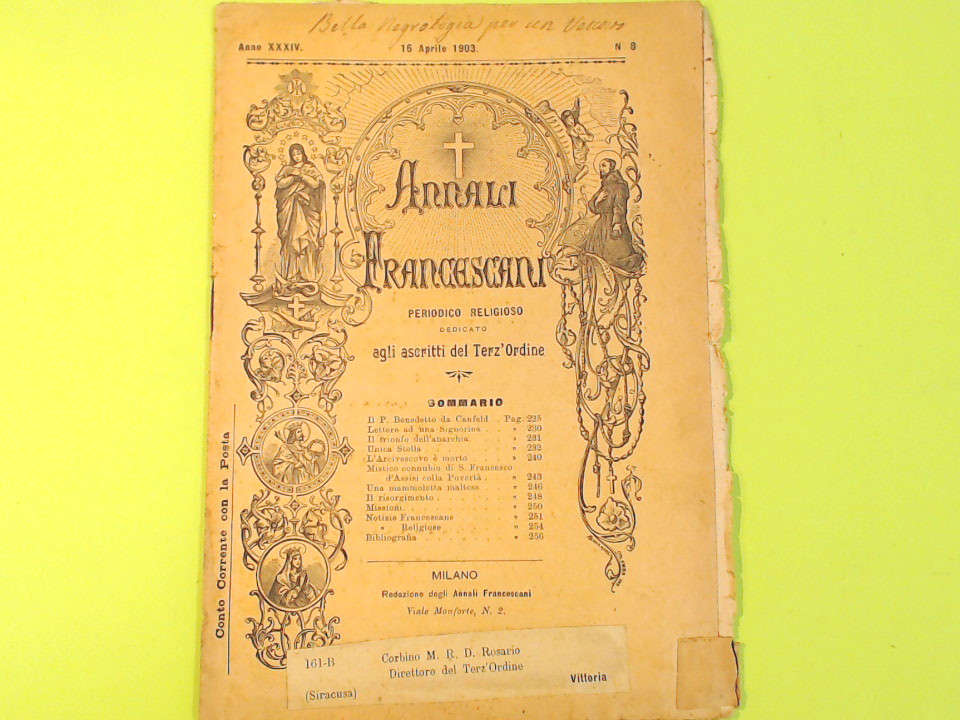 Bella Negrologia per un
Anno XXXIV.
16 Aprile 1903.
N 8
ANNALI
FRANCESCANI
PERIODICO RELIGIOSO
DEDICATO
agli ascritti del Terz'Ordine
SOMMARIO
Il P. Benedetto da Canfeld . Pag. 225
Lettere ad una Signorina . . " 230
Il trionfo dell'anarchia . . " 231
Unica Stella . . " 232
L'Arcivescovo è morto . . " 240
Mistico connubio di S. Francesco
d'Assisi colla Povertà . . " 243
Una mammoletta maltese . . " 246
Il risorgimento . . . " 248
Missioni . . . " 250
Notizie Francescane " 251
" Religiose . . . " 254
Bibliografia . . . " 256
MILANO
Redazione degli Annali Francescani
Viale Monforte, N. 2.
Conto Corrente con la Posta
161-B
Corbino M. R. D. Rosario
Direttore del Terz'Ordine
Vittoria
(Siracusa)